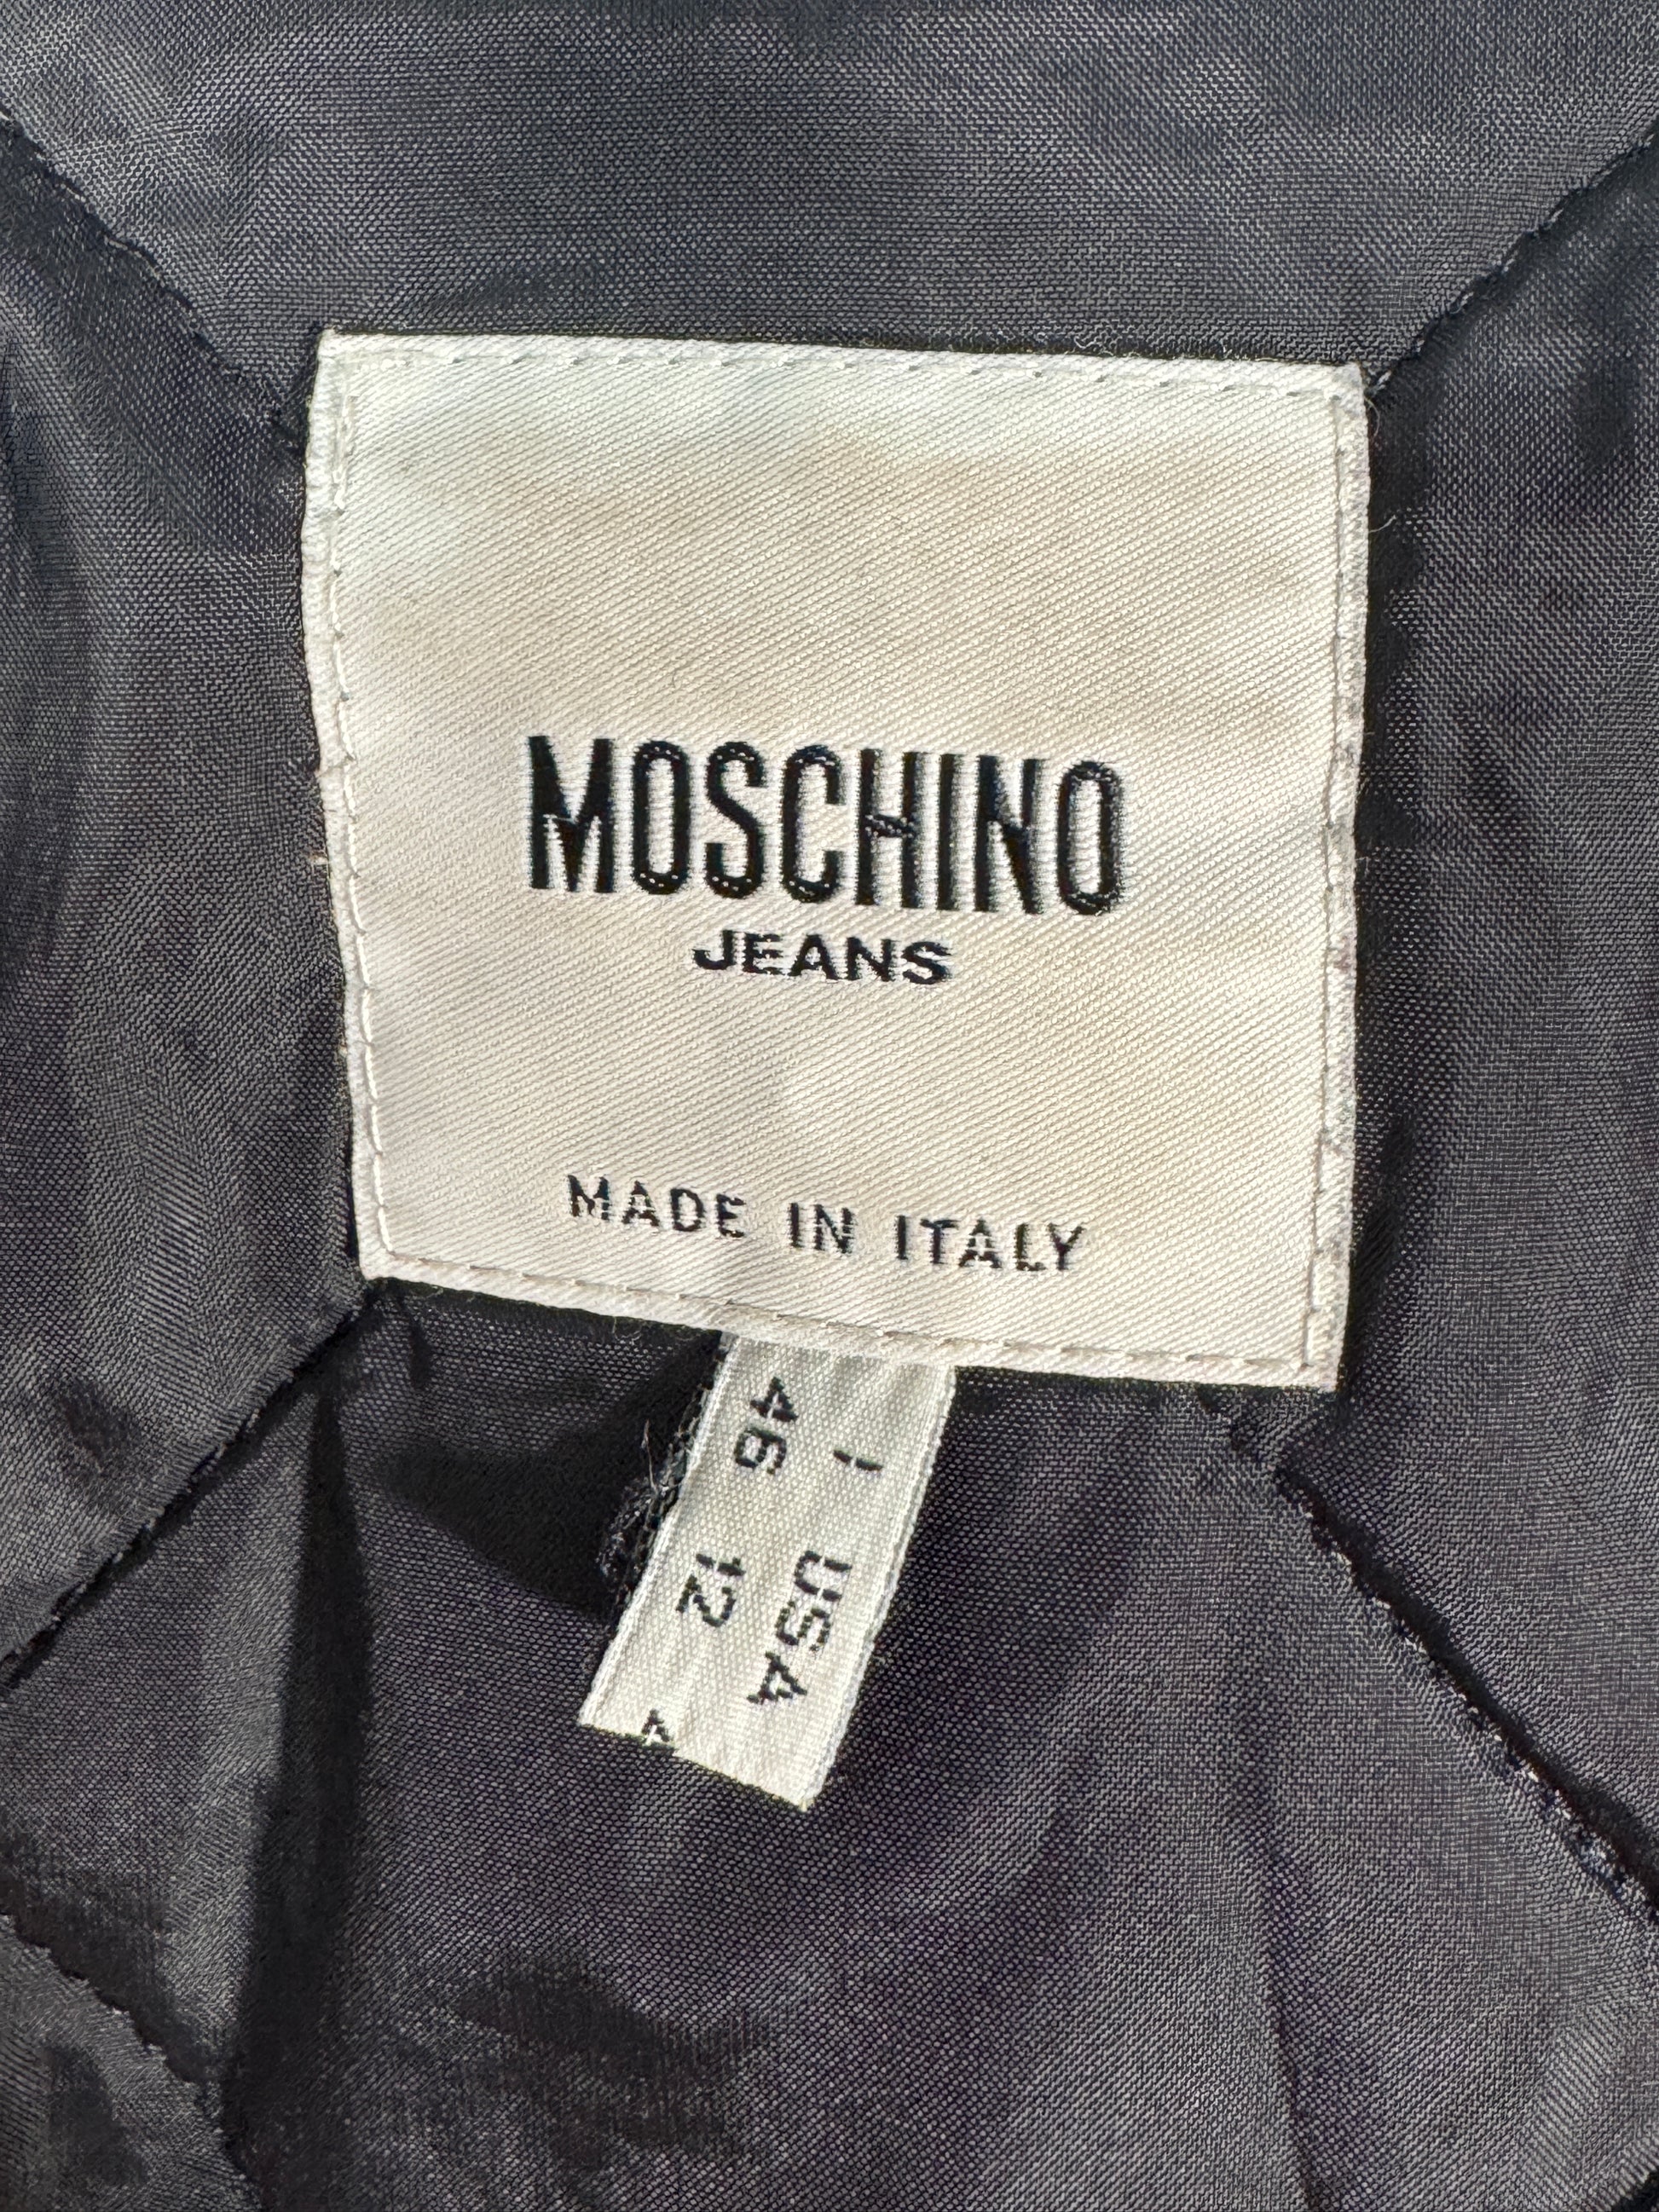 MOSCHINO
JEANS
MADE IN ITALY
I USA
46 12